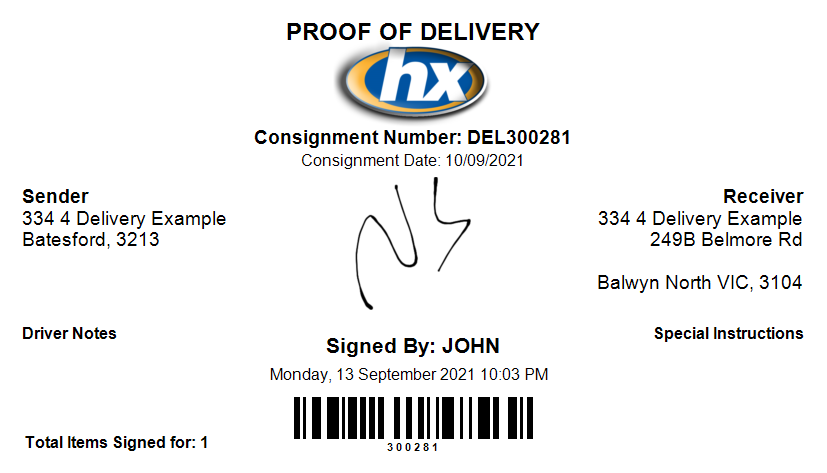 PROOF OF DELIVERY
hx
Consignment Number: DEL300281
Consignment Date: 10/09/2021
Sender
334 4 Delivery Example
Batesford, 3213
Receiver
334 4 Delivery Example
249B Belmore Rd
Balwyn North VIC, 3104
Driver Notes
Special Instructions
Signed By: JOHN
Monday, 13 September 2021 10:03 PM
300281
Total Items Signed for: 1